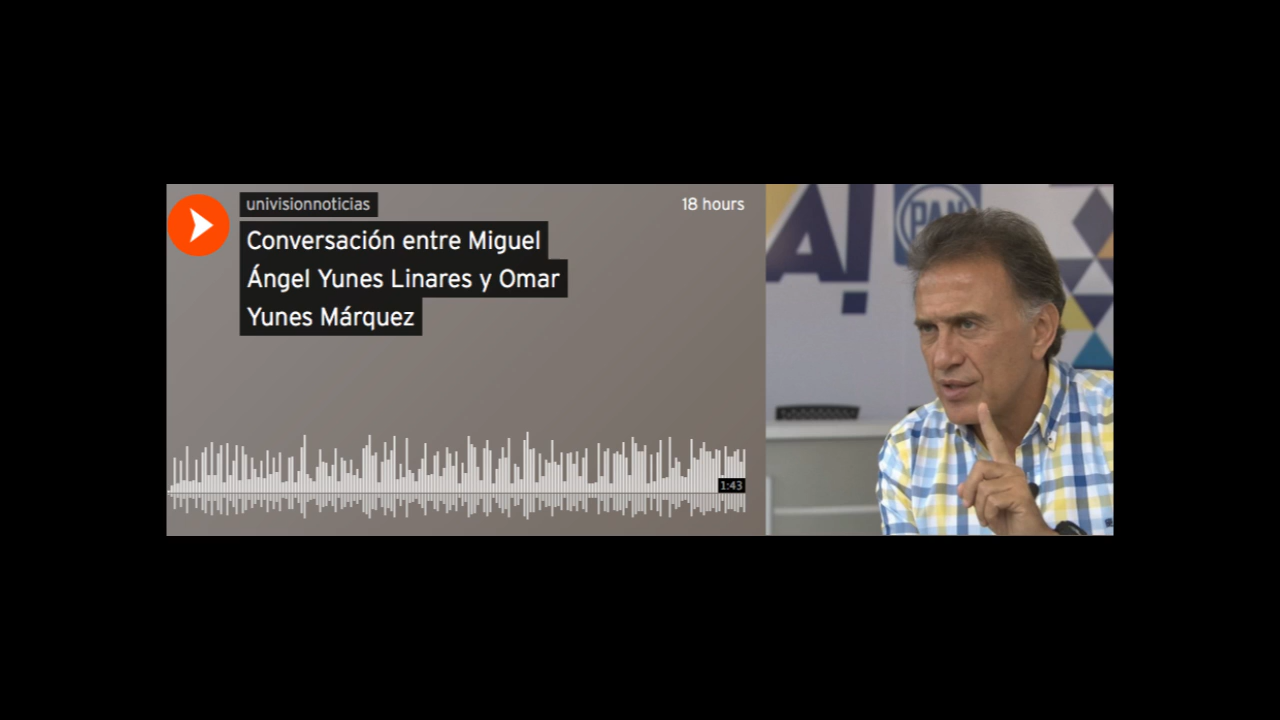 univisionnoticias
18 hours
Conversación entre Miguel
Ángel Yunes Linares y Omar
Yunes Márquez
1:43
A!
PAN